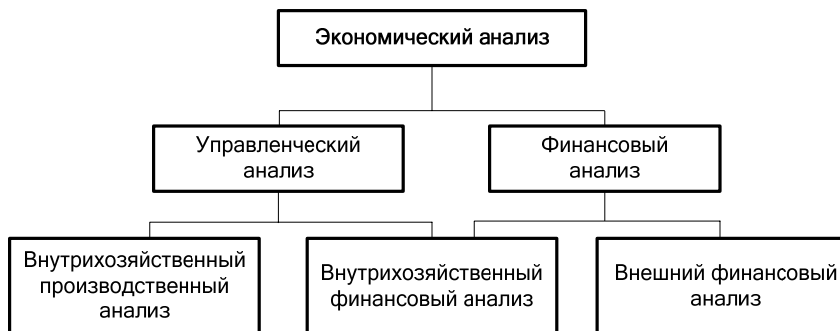 Экономический анализ
Управленческий
анализ
Финансовый
анализ
Внутрихозяйственный
производственный
анализ
Внутрихозяйственный
финансовый анализ
Внешний финансовый
анализ